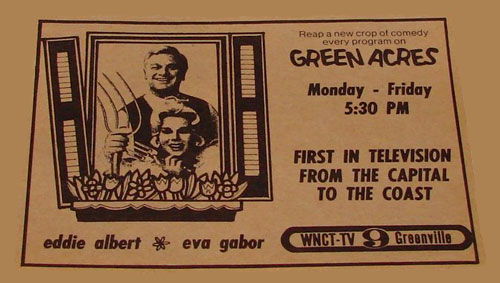 Reap a new crop of comedy
every program on
GREEN ACRES
Monday - Friday
5:30 PM
FIRST IN TELEVISION
FROM THE CAPITAL
TO THE COAST
eddie albert eva gabor
WNCT-TV 9 Greenville